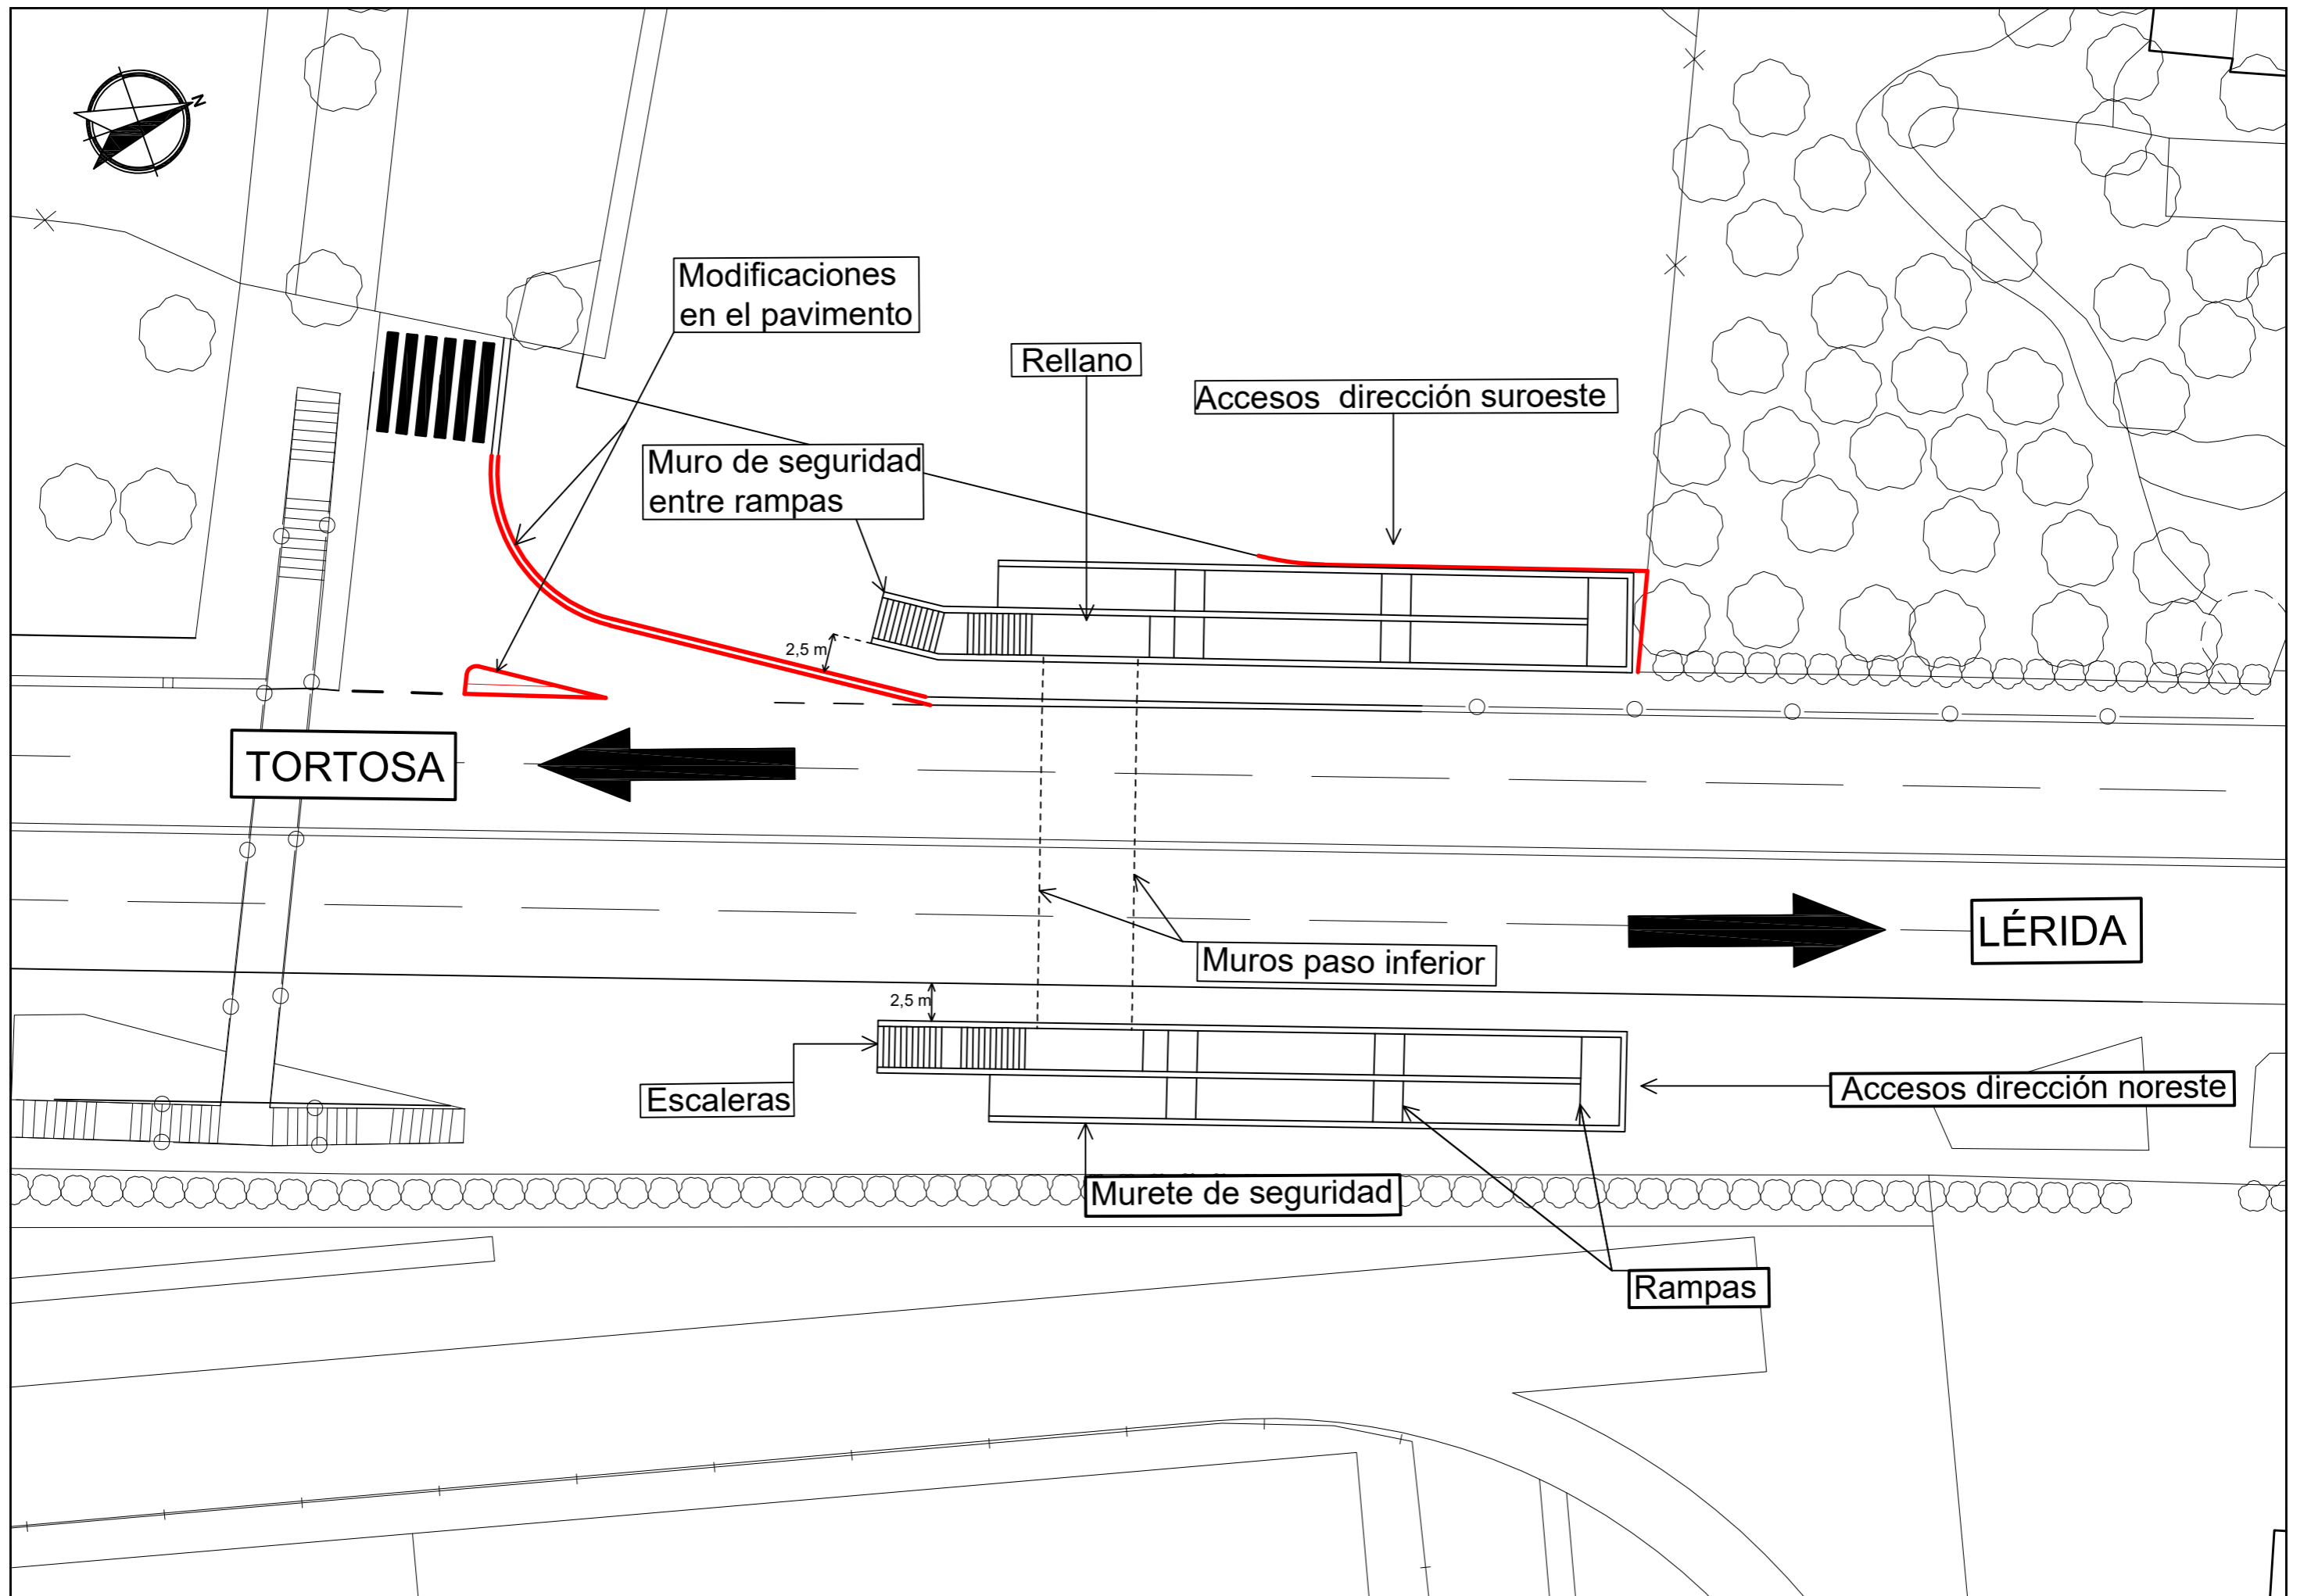 N
Modificaciones
en el pavimento
Rellano
Accesos dirección suroeste
Muro de seguridad
entre rampas
2,5 m
TORTOSA
LÉRIDA
Muros paso inferior
2,5 m
Escaleras
Accesos dirección noreste
Murete de seguridad
Rampas